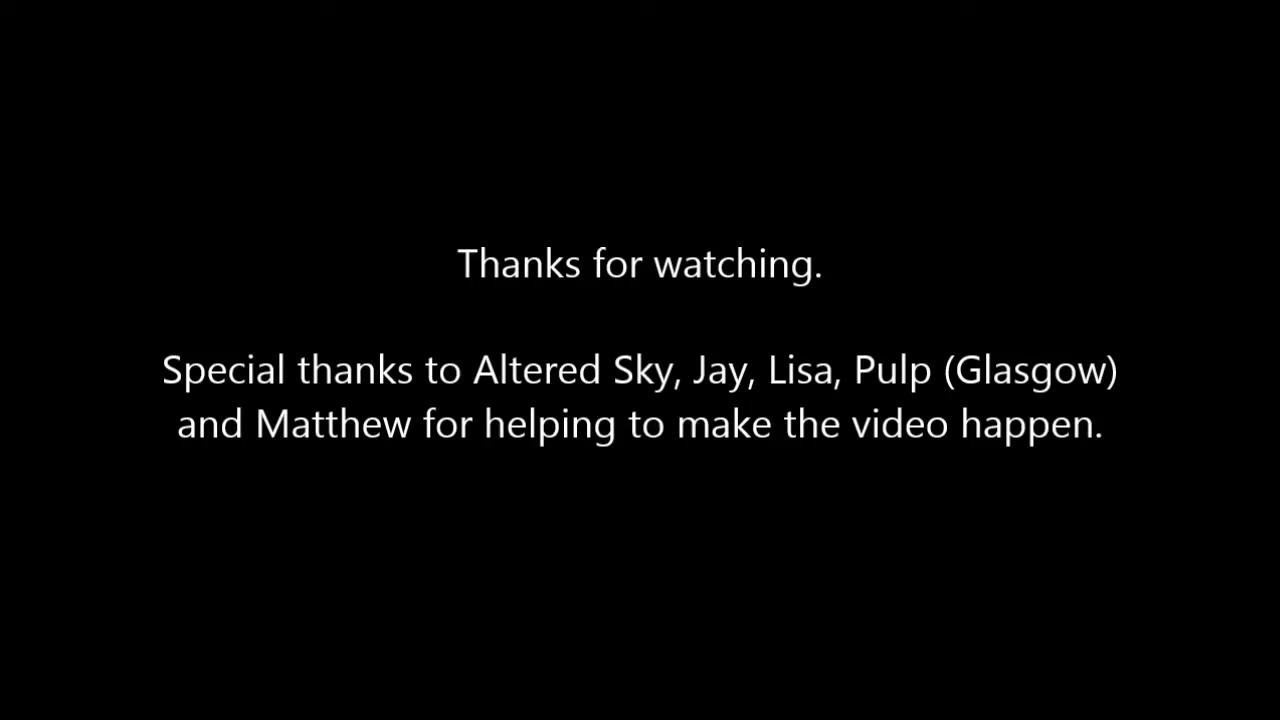 Thanks for watching.
Special thanks to Altered Sky, Jay, Lisa, Pulp (Glasgow)
and Matthew for helping to make the video happen.